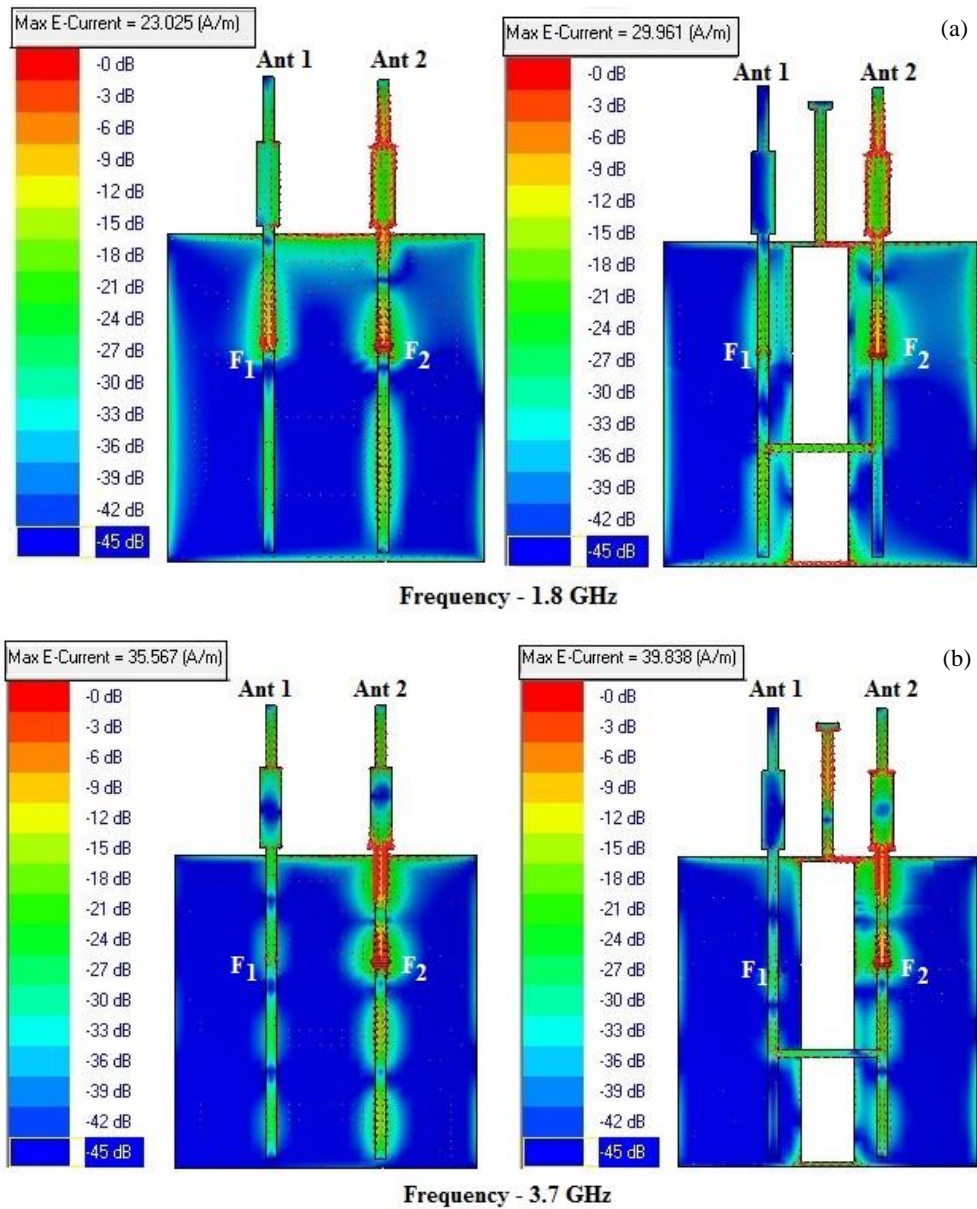 Max E-Current = 23.025 (A/m)
-0 dB
-3 dB
-6 dB
-9 dB
-12 dB
-15 dB
-18 dB
-21 dB
-24 dB
-27 dB
-30 dB
-33 dB
-36 dB
-39 dB
-42 dB
-45 dB
Ant 1
Ant 2
F1
F2
Max E-Current = 29.961 (A/m)
-0 dB
-3 dB
-6 dB
-9 dB
-12 dB
-15 dB
-18 dB
-21 dB
-24 dB
-27 dB
-30 dB
-33 dB
-36 dB
-39 dB
-42 dB
-45 dB
Ant 1
Ant 2
(a)
F1
F2
Frequency - 1.8 GHz
Max E-Current = 35.567 (A/m)
-0 dB
-3 dB
-6 dB
-9 dB
-12 dB
-15 dB
-18 dB
-21 dB
-24 dB
-27 dB
-30 dB
-33 dB
-36 dB
-39 dB
-42 dB
-45 dB
Ant 1
Ant 2
F1
F2
Max E-Current = 39.838 (A/m)
-0 dB
-3 dB
-6 dB
-9 dB
-12 dB
-15 dB
-18 dB
-21 dB
-24 dB
-27 dB
-30 dB
-33 dB
-36 dB
-39 dB
-42 dB
-45 dB
Ant 1
Ant 2
(b)
F1
F2
Frequency - 3.7 GHz